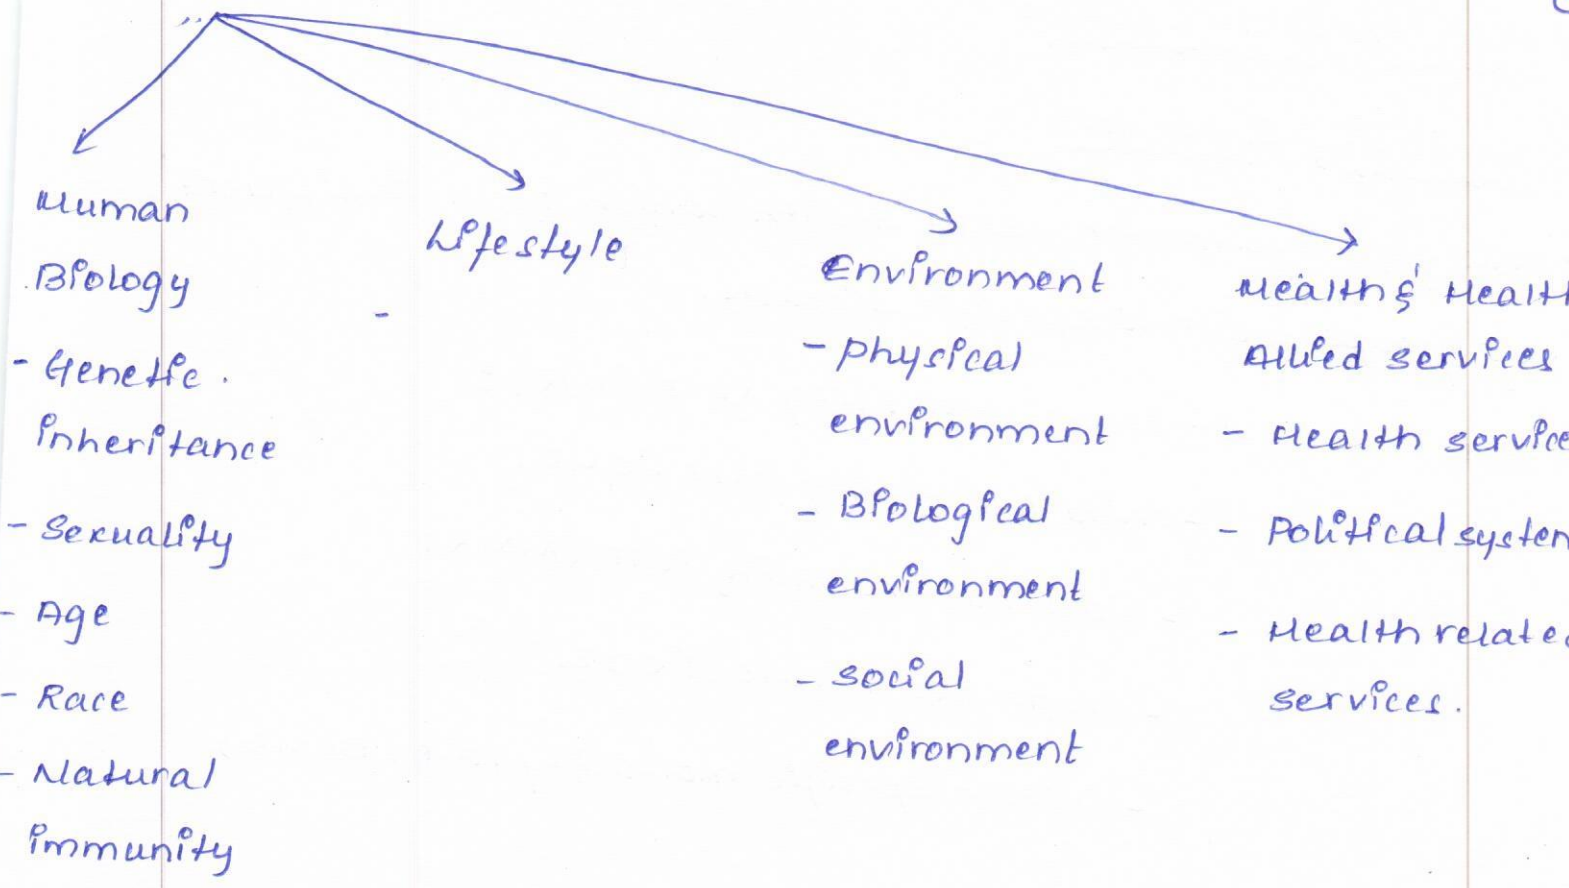 Human
Biology
- Genetic.
inheritance
- Sexuality
- Age
- Race
- Natural
immunity
Lifestyle
-
Environment
- physical
environment
- Biological
environment
- social
environment
Health & Health
Allied services
- Health service
- Political system
- Health related
services.